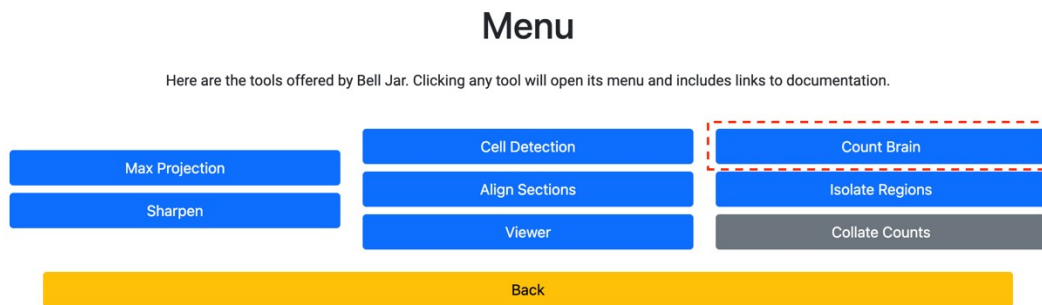 Menu
Here are the tools offered by Bell Jar. Clicking any tool will open its menu and includes links to documentation.
Max Projection
Sharpen
Cell Detection
Align Sections
Viewer
Count Brain
Isolate Regions
Collate Counts
Back